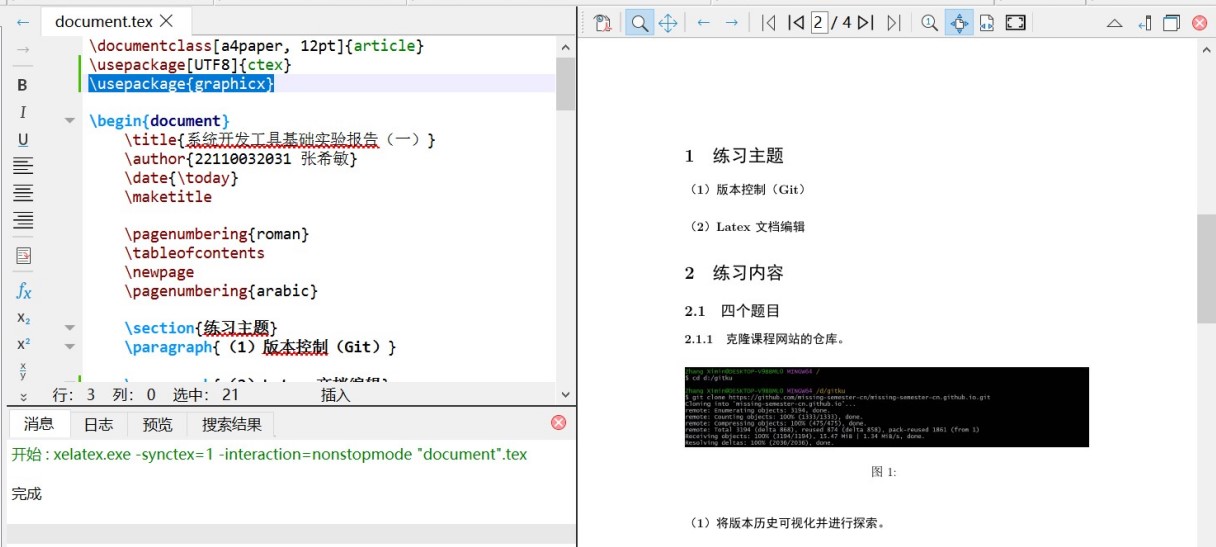 document.tex
\documentclass[a4paper, 12pt]{article}
\usepackage[UTF8]{ctex}
\usepackage{graphicx}
\begin{document}
\title{系统开发工具基础实验报告（一）}
\author{22110032031 张希敏}
\date{\today}
\maketitle
\pagenumbering{roman}
\tableofcontents
\newpage
\pagenumbering{arabic}
\section{练习主题}
\paragraph{（1）版本控制（Git）}
行: 3 列: 0 选中: 21 插入
消息 日志 预览 搜索结果
开始 : xelatex.exe -synctex=1 -interaction=nonstopmode "document".tex
完成
2 / 4
1 练习主题
（1）版本控制（Git）
（2）Latex 文档编辑
2 练习内容
2.1 四个题目
2.1.1 克隆课程网站的仓库。
Zhang Ximin@DESKTOP-V988MLO MINGW64 /
$ cd d:/gitku
Zhang Ximin@DESKTOP-V988MLO MINGW64 /d/gitku
$ git clone https://github.com/missing-semester-cn/missing-semester-cn.github.io.git
Cloning into 'missing-semester-cn.github.io'...
remote: Enumerating objects: 3194, done.
remote: Counting objects: 100% (1333/1333), done.
remote: Compressing objects: 100% (475/475), done.
remote: Total 3194 (delta 868), reused 874 (delta 858), pack-reused 1861 (from 1)
Receiving objects: 100% (3194/3194), 15.47 MiB | 1.34 MiB/s, done.
Resolving deltas: 100% (2036/2036), done.
图 1:
（1）将版本历史可视化并进行探索。